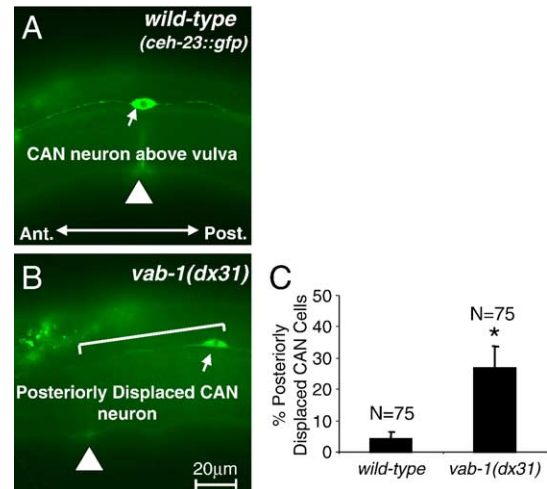 A
wild-type
(ceh-23::gfp)
CAN neuron above vulva
Ant.
Post.
B
vab-1(dx31)
Posteriorly Displaced CAN
neuron
20μm
C
% Posteriorly
Displaced CAN Cells
50
40
30
20
10
0
N=75
N=75
*
wild-type
vab-1(dx31)